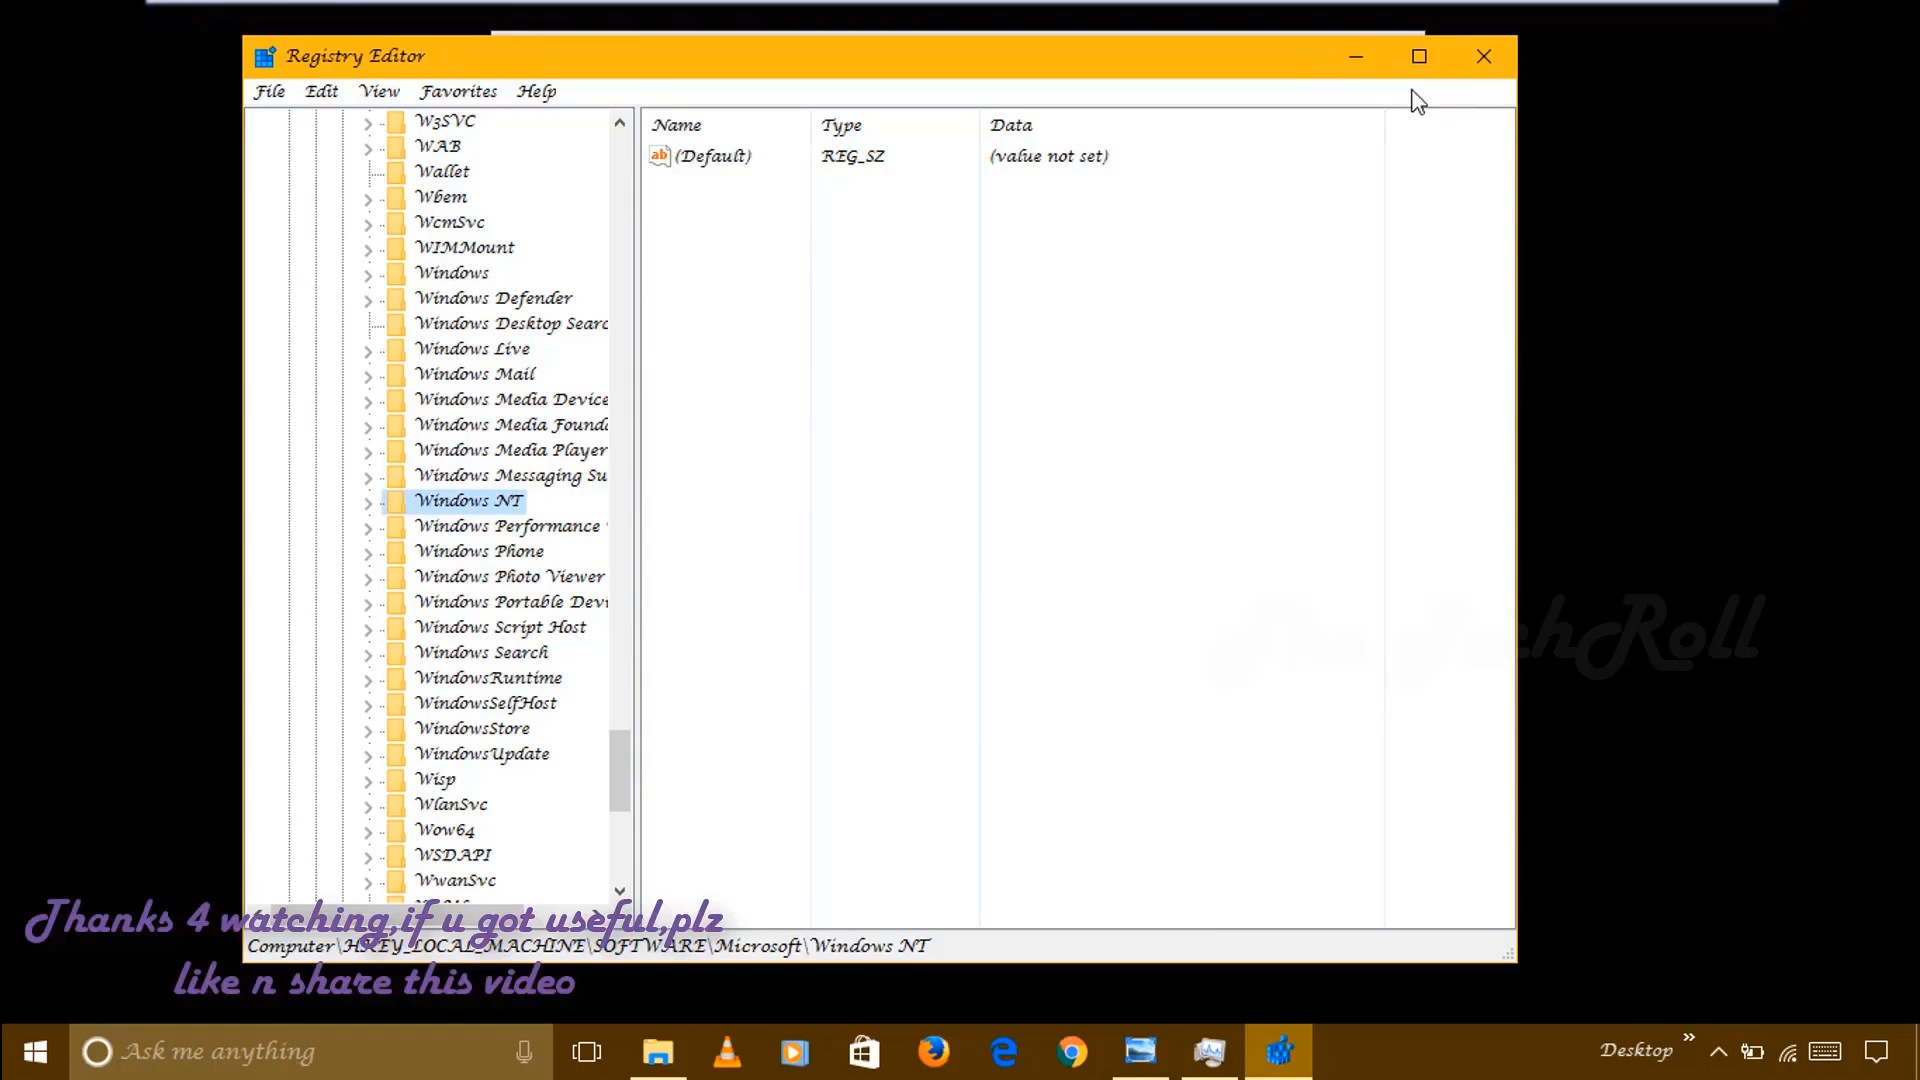 Registry Editor
File Edit View Favorites Help
W3SVC
WAB
Wallet
Wbem
WcmSvc
WIMMount
Windows
Windows Defender
Windows Desktop Searc
Windows Live
Windows Mail
Windows Media Device
Windows Media Founda
Windows Media Player
Windows Messaging Su
Windows NT
Windows Performance
Windows Phone
Windows Photo Viewer
Windows Portable Devi
Windows Script Host
Windows Search
WindowsRuntime
WindowsSelfHost
WindowsStore
WindowsUpdate
Wisp
WlanSvc
Wow64
WSDAPI
WwanSvc
Name Type Data
(Default) REG_SZ (value not set)
Thanks 4 watching,if u got useful,plz
like n share this video
Computer\HKEY_LOCAL_MACHINE\SOFTWARE\Microsoft\Windows NT
Ask me anything
Desktop